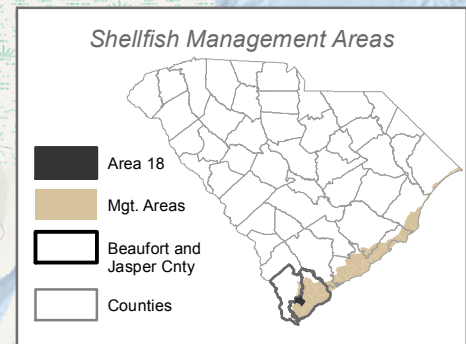 Shellfish Management Areas
Area 18
Mgt. Areas
Beaufort and
Jasper Cnty
Counties